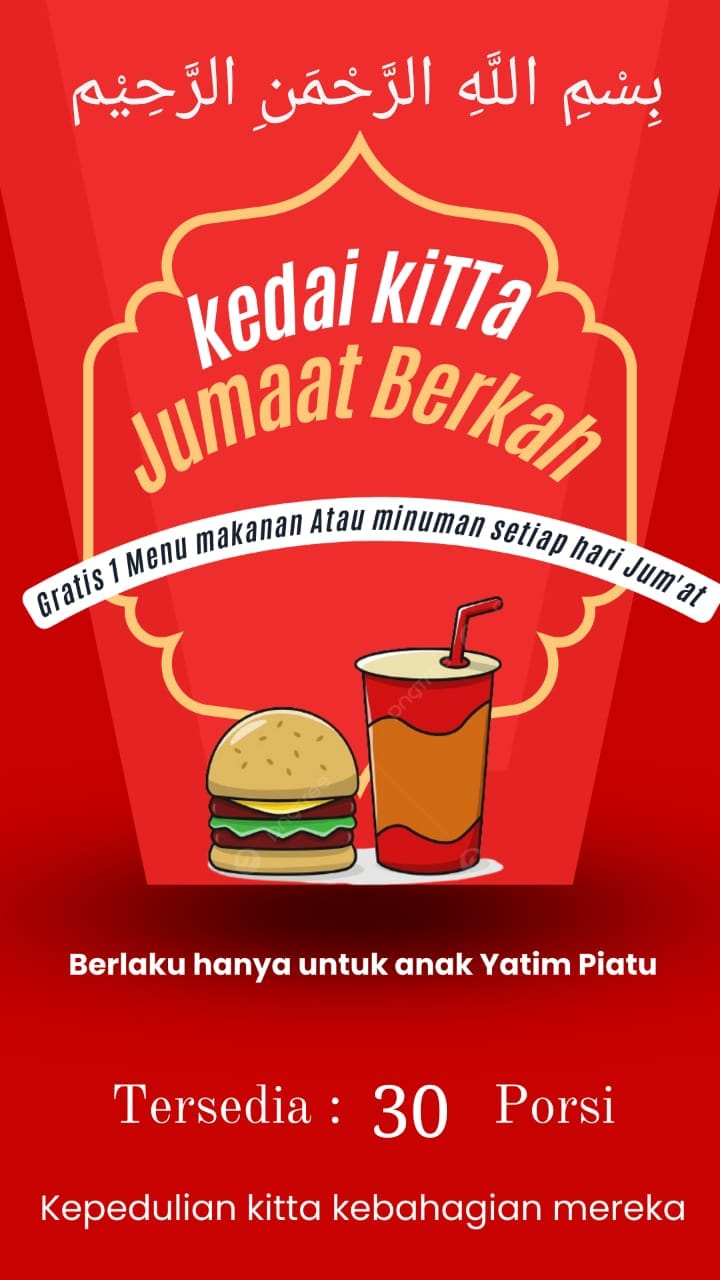 بِسْمِ اللَّهِ الرَّحْمَنِ الرَّحِيْم
kedai kiTTa
Jumaat Berkah
Gratis 1 Menu makanan Atau minuman setiap hari Jum'at
Berlaku hanya untuk anak Yatim Piatu
Tersedia : 30 Porsi
Kepedulian kitta kebahagian mereka